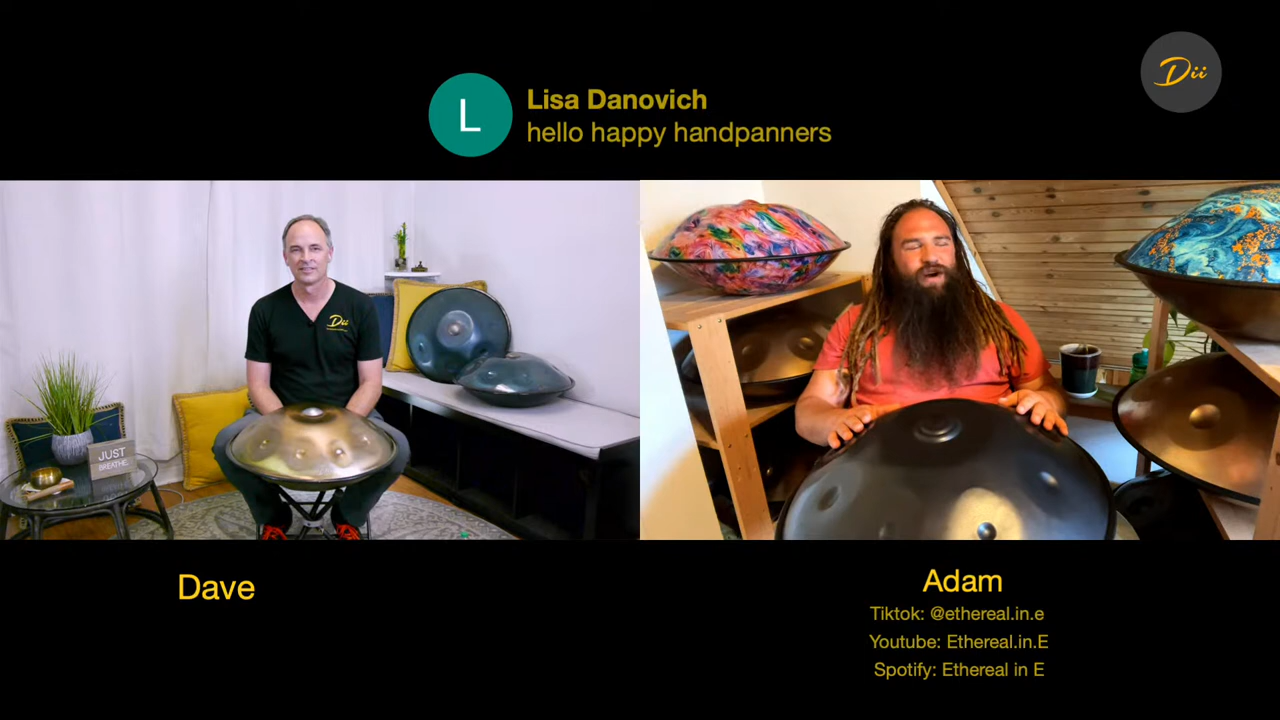 Dii
L
Lisa Danovich
hello happy handpanners
Dii
JUST
BREATHE.
Dave
Adam
Tiktok: @ethereal.in.e
Youtube: Ethereal.in.E
Spotify: Ethereal in E